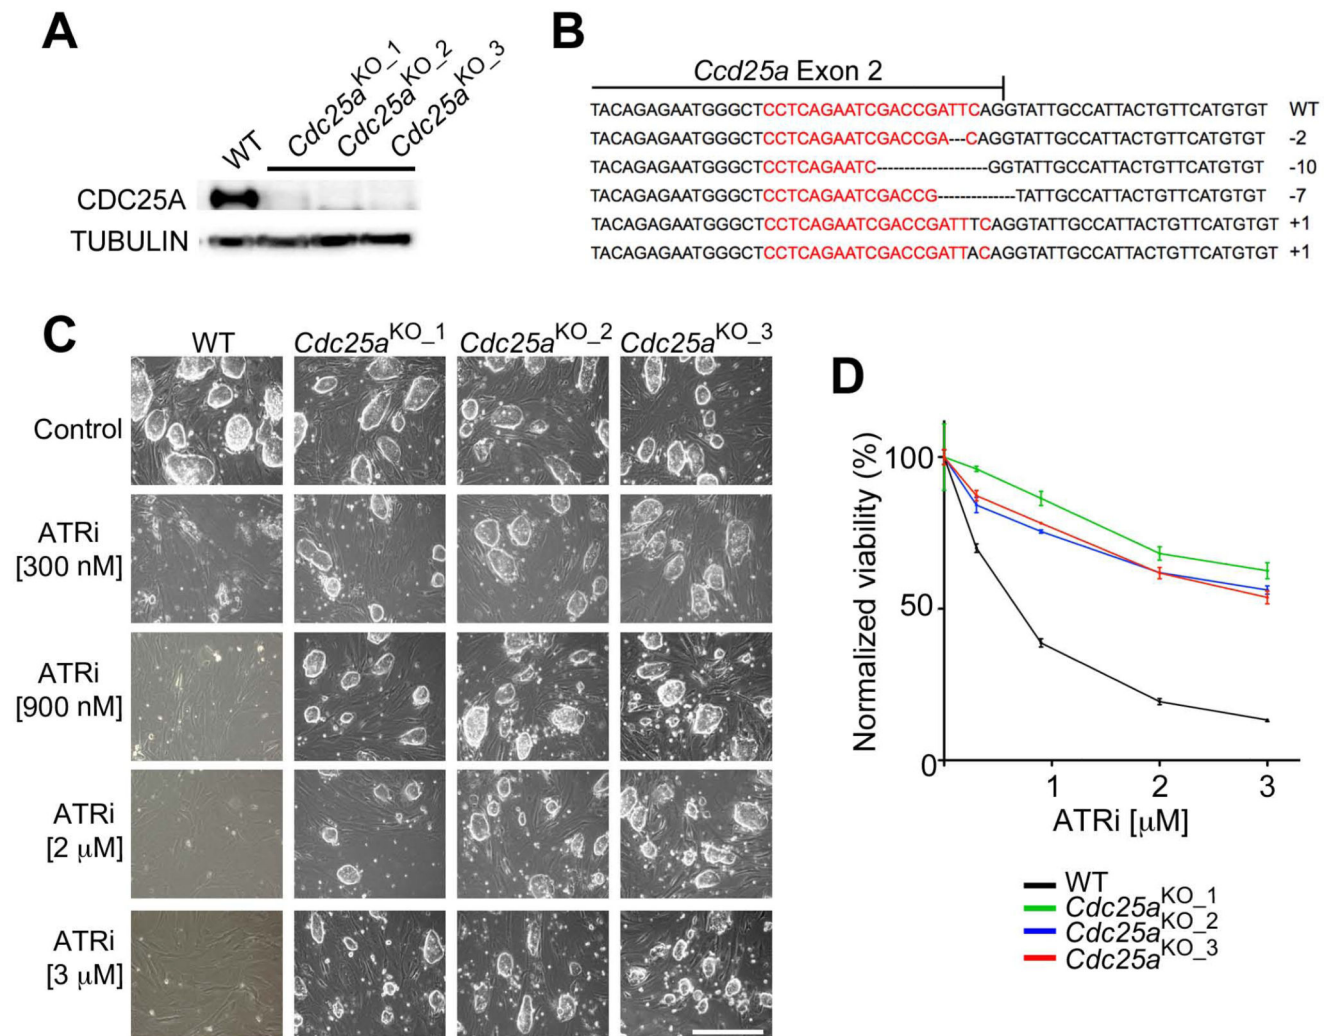 A
WT
Cdc25aKO_1
Cdc25aKO_2
Cdc25aKO_3
CDC25A
TUBULIN
B
Ccd25a Exon 2
TACAGAGAATGGGCTCCTCAGAATCGACCGATTCAGGTATTGCCATTACTGTTCATGTGT WT
TACAGAGAATGGGCTCCTCAGAATCGACCGA---CAGGTATTGCCATTACTGTTCATGTGT -2
TACAGAGAATGGGCTCCTCAGAATC-------------------GGTATTGCCATTACTGTTCATGTGT -10
TACAGAGAATGGGCTCCTCAGAATCGACCG-------------TATTGCCATTACTGTTCATGTGT -7
TACAGAGAATGGGCTCCTCAGAATCGACCGATTTCAGGTATTGCCATTACTGTTCATGTGT +1
TACAGAGAATGGGCTCCTCAGAATCGACCGATTACAGGTATTGCCATTACTGTTCATGTGT +1
C
WT Cdc25aKO_1 Cdc25aKO_2 Cdc25aKO_3
Control
ATRi
[300 nM]
ATRi
[900 nM]
ATRi
[2 μM]
ATRi
[3 μM]
D
Normalized viability (%)
100
50
0
1 2 3
ATRi [μM]
WT
Cdc25aKO_1
Cdc25aKO_2
Cdc25aKO_3